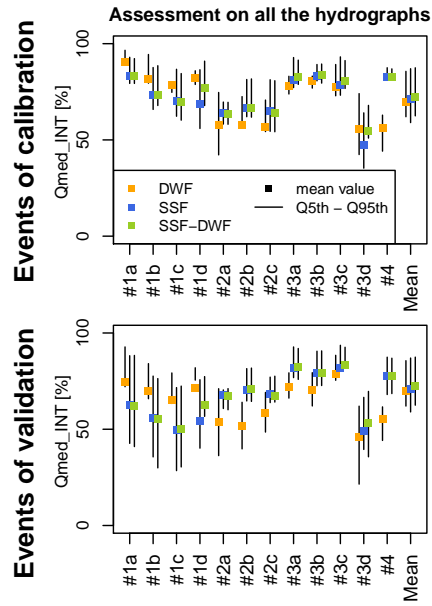 Assessment on all the hydrographs
Events of calibration
Qmed_INT [%]
100
50
0
DWF
SSF
SSF−DWF
mean value
Q5th − Q95th
#1a
#1b
#1c
#1d
#2a
#2b
#2c
#3a
#3b
#3c
#3d
#4
Mean
Events of validation
Qmed_INT [%]
100
50
0
#1a
#1b
#1c
#1d
#2a
#2b
#2c
#3a
#3b
#3c
#3d
#4
Mean